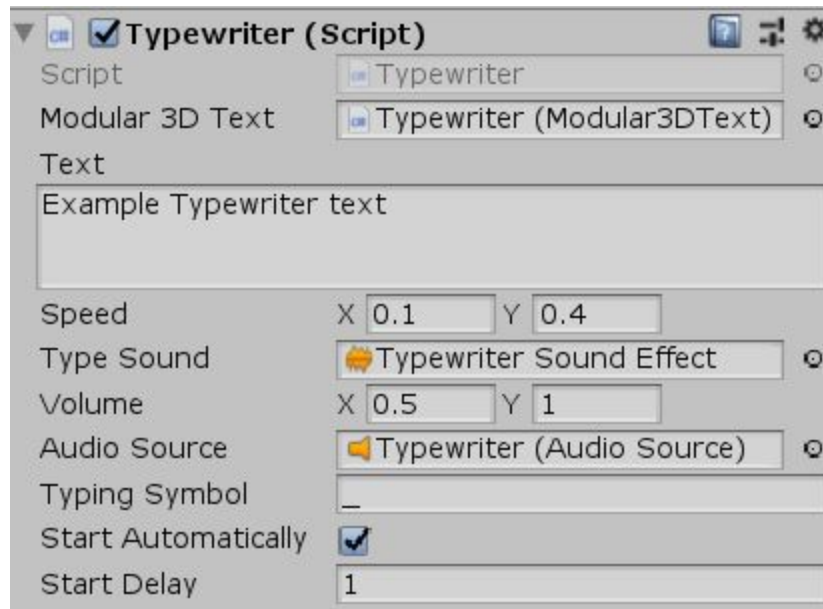 Typewriter (Script)
Script Typewriter
Modular 3D Text Typewriter (Modular3DText)
Text
Example Typewriter text
Speed X 0.1 Y 0.4
Type Sound Typewriter Sound Effect
Volume X 0.5 Y 1
Audio Source Typewriter (Audio Source)
Typing Symbol _
Start Automatically
Start Delay 1